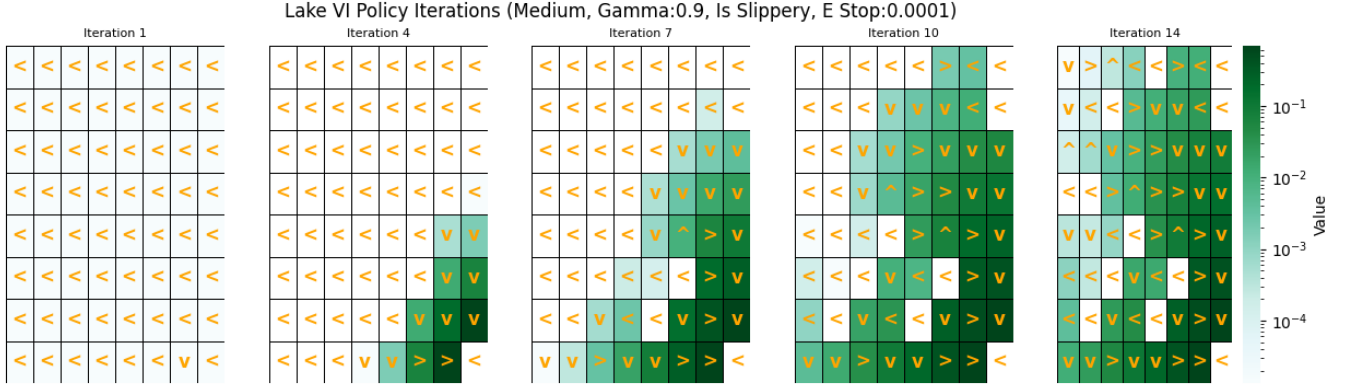 Lake VI Policy Iterations (Medium, Gamma:0.9, Is Slippery, E Stop:0.0001)
Iteration 1
< < < < < < < <
< < < < < < < <
< < < < < < < <
< < < < < < < <
< < < < < < < <
< < < < < < < <
< < < < < < < <
< < < < < < v <
Iteration 4
< < < < < < < <
< < < < < < < <
< < < < < < < <
< < < < < < < <
< < < < < < v v
< < < < < < v v
< < < < < v v v
< < < v v > > <
Iteration 7
< < < < < < < <
< < < < < < < <
< < < < < v v v
< < < < v v v v
< < < < v ^ > v
< < < < < < > v
< < v < < v > v
v v > v v > > <
Iteration 10
< < < < < > < <
< < < v v v < <
< < v v > v v v
< < v ^ > > v v
< < < < > ^ > v
< < < v < < > v
< < v < < v > v
v v > v v > > <
Iteration 14
v > ^ < < > < <
v < < > v v < <
^ ^ v > > v v v
< < > ^ > > v v
v v < < > ^ > v
< < < v < < > v
< < v < < v > v
v v > v v > > <
10⁻¹
10⁻²
10⁻³
10⁻⁴
Value